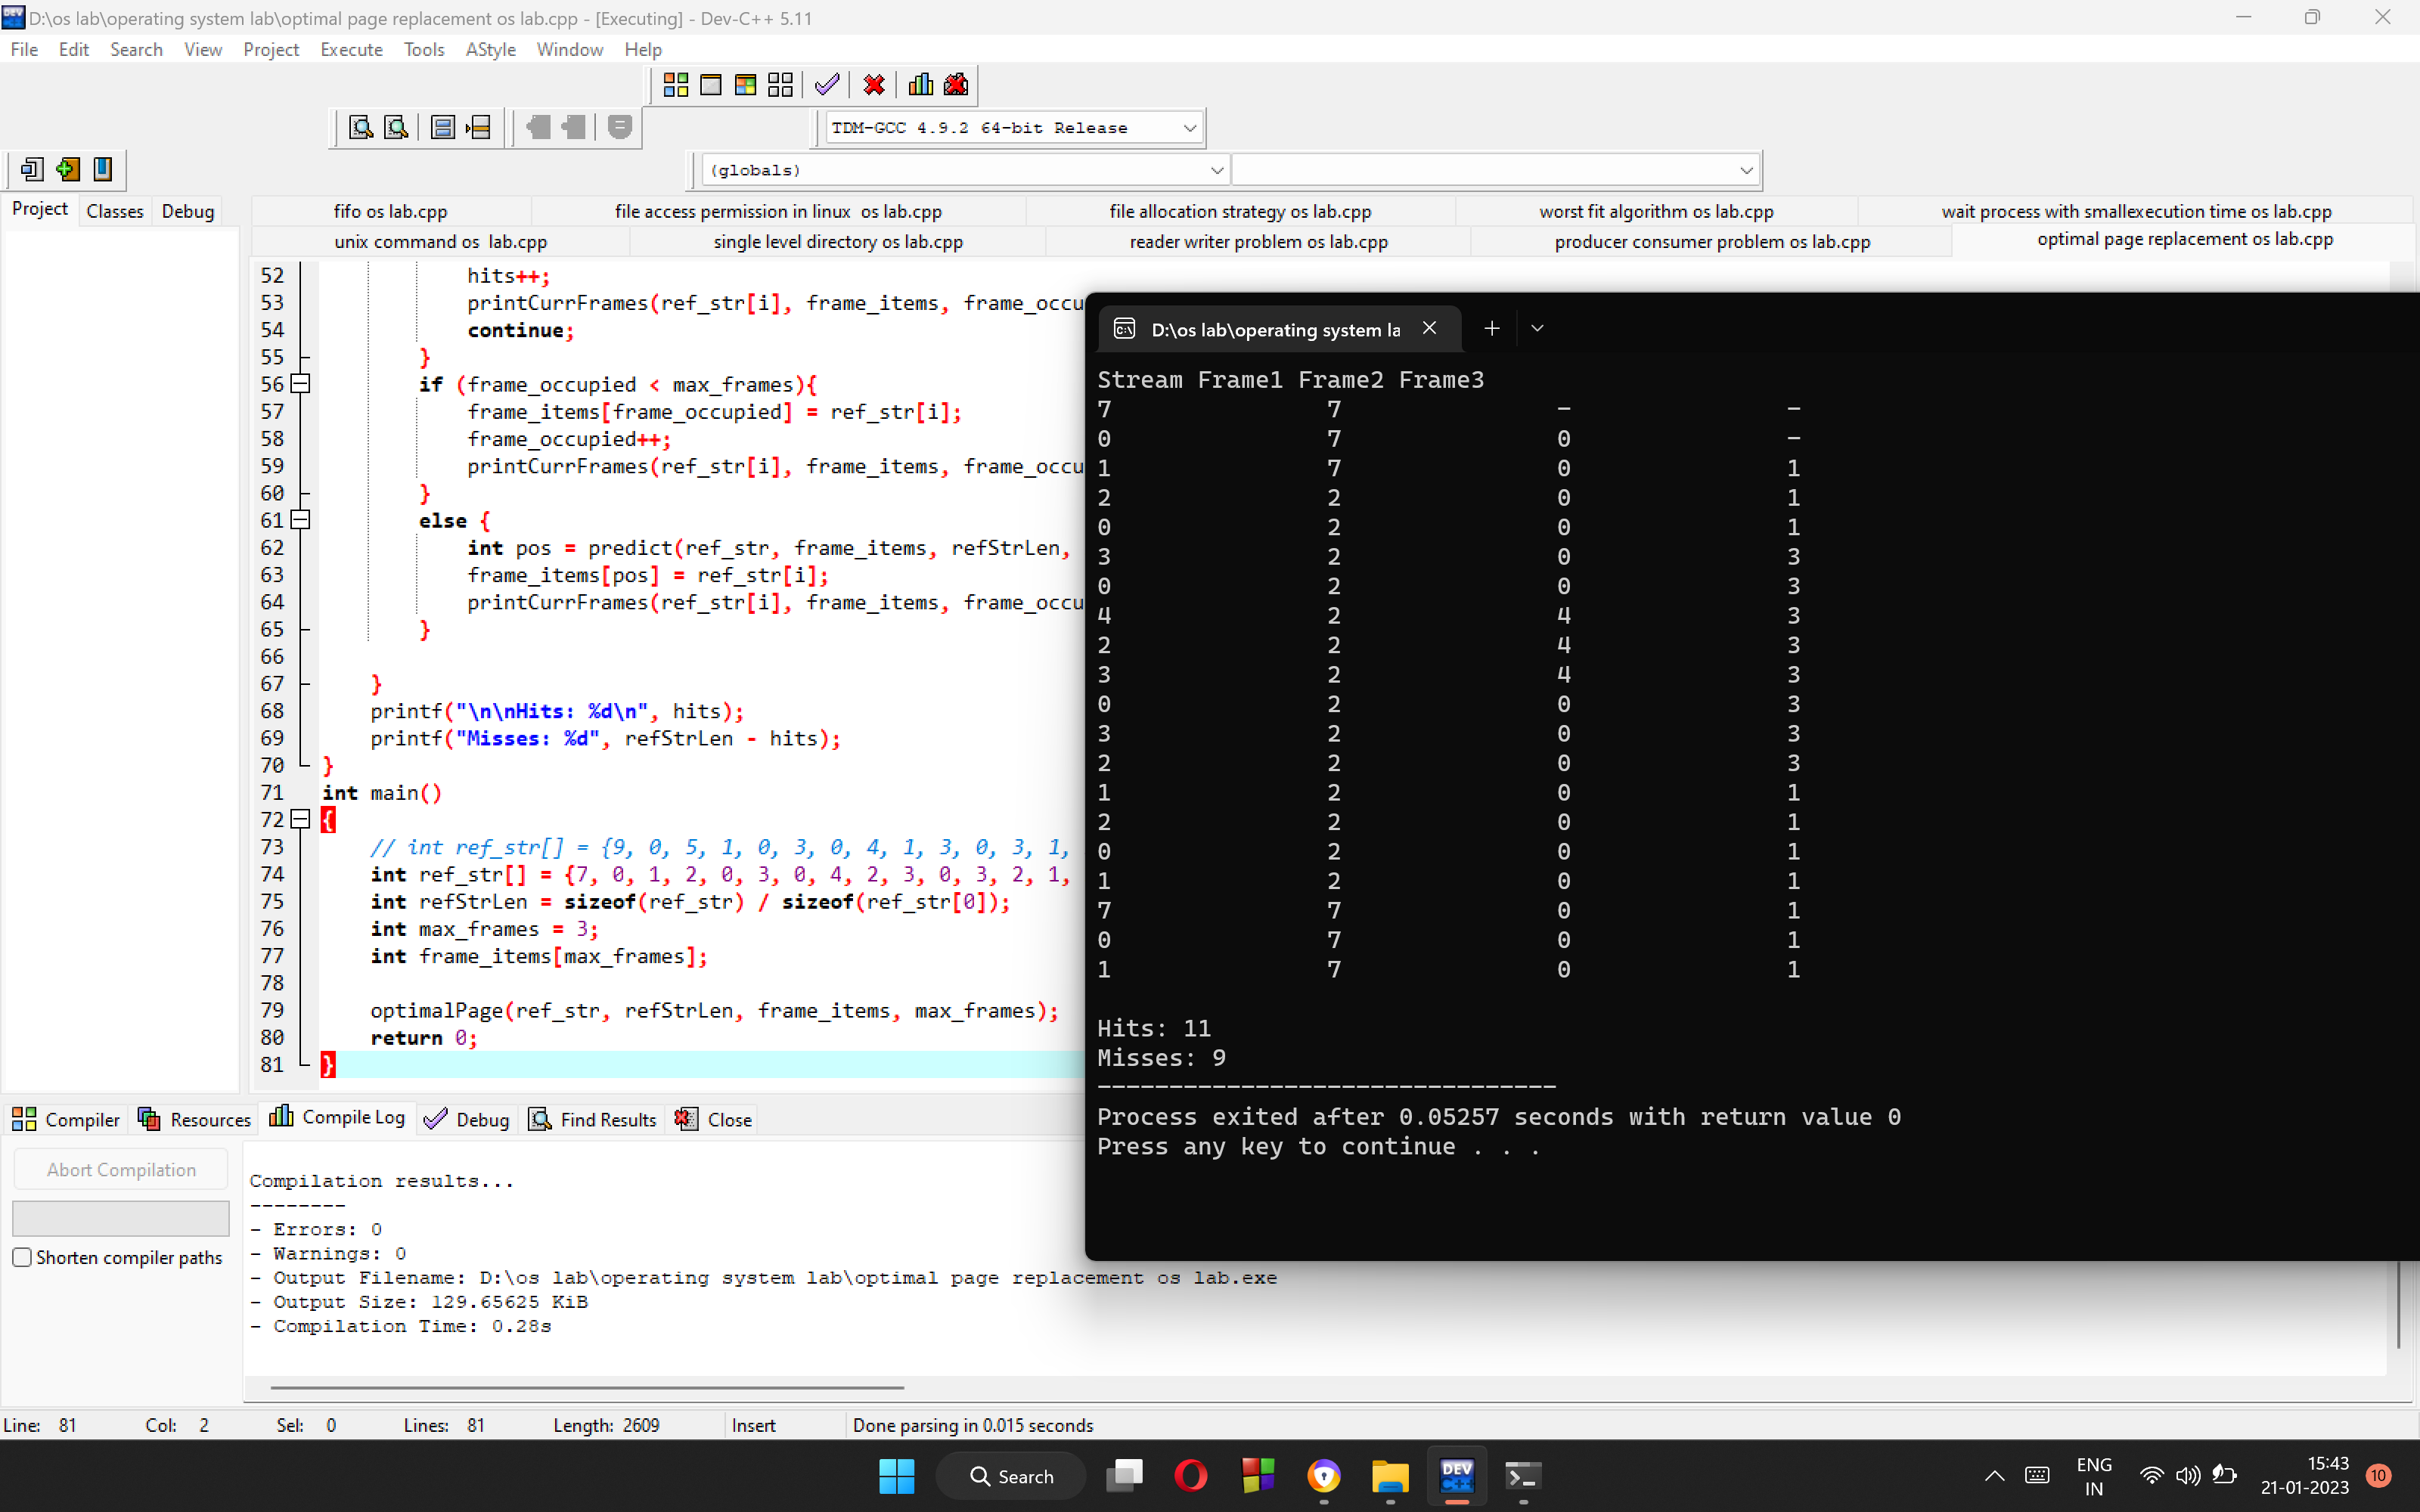 D:\os lab\operating system lab\optimal page replacement os lab.cpp - [Executing] - Dev-C++ 5.11
File Edit Search View Project Execute Tools AStyle Window Help
TDM-GCC 4.9.2 64-bit Release
(globals)
Project Classes Debug
fifo os lab.cpp file access permission in linux  os lab.cpp file allocation strategy os lab.cpp worst fit algorithm os lab.cpp wait process with smallexecution time os lab.cpp
unix command os  lab.cpp single level directory os lab.cpp reader writer problem os lab.cpp producer consumer problem os lab.cpp optimal page replacement os lab.cpp
52 hits++;
53 printCurrFrames(ref_str[i], frame_items, frame_occu
54 continue;
55 }
56 if (frame_occupied < max_frames){
57 frame_items[frame_occupied] = ref_str[i];
58 frame_occupied++;
59 printCurrFrames(ref_str[i], frame_items, frame_occu
60 }
61 else {
62 int pos = predict(ref_str, frame_items, refStrLen,
63 frame_items[pos] = ref_str[i];
64 printCurrFrames(ref_str[i], frame_items, frame_occu
65 }
66
67 }
68 printf("\n\nHits: %d\n", hits);
69 printf("Misses: %d", refStrLen - hits);
70 }
71 int main()
72 {
73 // int ref_str[] = {9, 0, 5, 1, 0, 3, 0, 4, 1, 3, 0, 3, 1,
74 int ref_str[] = {7, 0, 1, 2, 0, 3, 0, 4, 2, 3, 0, 3, 2, 1,
75 int refStrLen = sizeof(ref_str) / sizeof(ref_str[0]);
76 int max_frames = 3;
77 int frame_items[max_frames];
78
79 optimalPage(ref_str, refStrLen, frame_items, max_frames);
80 return 0;
81 }
D:\os lab\operating system la
Stream Frame1 Frame2 Frame3
7 7 - -
0 7 0 -
1 7 0 1
2 2 0 1
0 2 0 1
3 2 0 3
0 2 0 3
4 2 4 3
2 2 4 3
3 2 4 3
0 2 0 3
3 2 0 3
2 2 0 3
1 2 0 1
2 2 0 1
0 2 0 1
1 2 0 1
7 7 0 1
0 7 0 1
1 7 0 1
Hits: 11
Misses: 9
--------------------------------
Process exited after 0.05257 seconds with return value 0
Press any key to continue . . .
Compiler Resources Compile Log Debug Find Results Close
Abort Compilation
Shorten compiler paths
Compilation results...
--------
- Errors: 0
- Warnings: 0
- Output Filename: D:\os lab\operating system lab\optimal page replacement os lab.exe
- Output Size: 129.65625 KiB
- Compilation Time: 0.28s
Line: 81 Col: 2 Sel: 0 Lines: 81 Length: 2609 Insert Done parsing in 0.015 seconds
Search
DEV C++
ENG
IN
15:43
21-01-2023
10